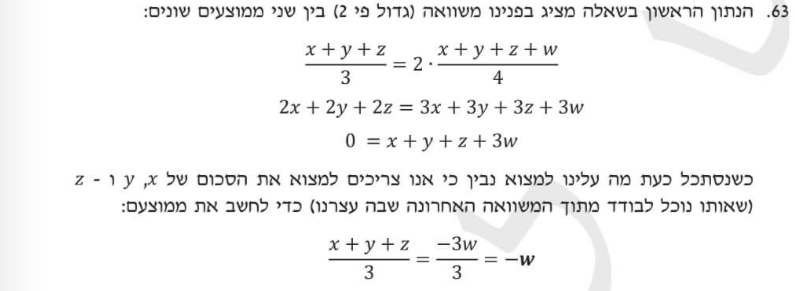 63. הנתון הראשון בשאלה מציג בפנינו משוואה (גדול פי 2) בין שני ממוצעים שונים:
(x + y + z)/3 = 2 · (x + y + z + w)/4
2x + 2y + 2z = 3x + 3y + 3z + 3w
0 = x + y + z + 3w
כשנסתכל כעת מה עלינו למצוא נבין כי אנו צריכים למצוא את הסכום של x, y ו - z
(שאותו נוכל לבודד מתוך המשוואה האחרונה שבה עצרנו) כדי לחשב את ממוצעם:
(x + y + z)/3 = (−3w)/3 = −w